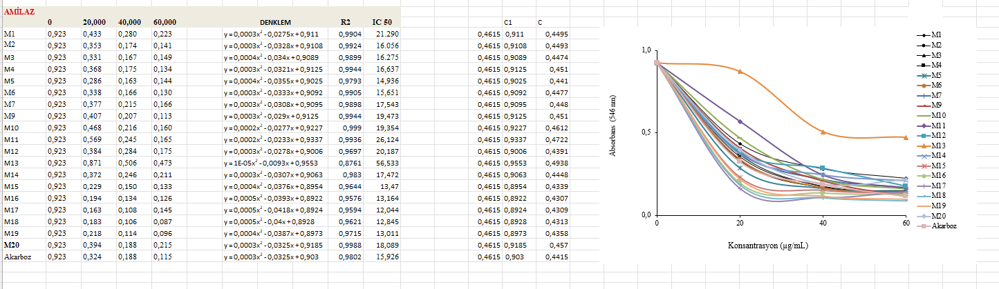 AMİLAZ
0 20,000 40,000 60,000 DENKLEM R2 IC 50 C1 C
M1 0,923 0,433 0,280 0,223 y = 0,0003x² - 0,0275x + 0,911 0,9904 21.290 0,4615 0,911 0,4495
M2 0,923 0,353 0,174 0,141 y = 0,0003x² - 0,0328x + 0,9108 0,9924 16.056 0,4615 0,9108 0,4493
M3 0,923 0,331 0,167 0,149 y = 0,0004x² - 0,034x + 0,9089 0,9899 16.275 0,4615 0,9089 0,4474
M4 0,923 0,368 0,175 0,134 y = 0,0003x² - 0,0321x + 0,9125 0,9944 16,637 0,4615 0,9125 0,451
M5 0,923 0,286 0,163 0,144 y = 0,0004x² - 0,0355x + 0,9025 0,9793 14,936 0,4615 0,9025 0,441
M6 0,923 0,338 0,166 0,130 y = 0,0003x² - 0,0333x + 0,9092 0,9905 15,651 0,4615 0,9092 0,4477
M7 0,923 0,377 0,215 0,166 y = 0,0003x² - 0,0308x + 0,9095 0,9898 17,543 0,4615 0,9095 0,448
M9 0,923 0,407 0,207 0,113 y = 0,0003x² - 0,029x + 0,9125 0,9944 19,473 0,4615 0,9125 0,451
M10 0,923 0,468 0,216 0,160 y = 0,0002x² - 0,0277x + 0,9227 0,999 19,354 0,4615 0,9227 0,4612
M11 0,923 0,569 0,245 0,165 y = 0,0002x² - 0,0233x + 0,9337 0,9936 26,124 0,4615 0,9337 0,4722
M12 0,923 0,384 0,284 0,175 y = 0,0003x² - 0,0278x + 0,9006 0,9697 20,187 0,4615 0,9006 0,4391
M13 0,923 0,871 0,506 0,473 y = 1E-05x² - 0,0093x + 0,9553 0,8761 56,533 0,4615 0,9553 0,4938
M14 0,923 0,372 0,246 0,211 y = 0,0003x² - 0,0307x + 0,9063 0,983 17,472 0,4615 0,9063 0,4448
M15 0,923 0,229 0,150 0,133 y = 0,0004x² - 0,0376x + 0,8954 0,9644 13,47 0,4615 0,8954 0,4339
M16 0,923 0,194 0,134 0,126 y = 0,0005x² - 0,0393x + 0,8922 0,9576 13,164 0,4615 0,8922 0,4307
M17 0,923 0,163 0,108 0,145 y = 0,0005x² - 0,0418x + 0,8924 0,9594 12,044 0,4615 0,8924 0,4309
M18 0,923 0,183 0,106 0,087 y = 0,0005x² - 0,04x + 0,8928 0,9621 12,845 0,4615 0,8928 0,4313
M19 0,923 0,218 0,114 0,096 y = 0,0004x² - 0,0387x + 0,8973 0,9715 13,011 0,4615 0,8973 0,4358
M20 0,923 0,394 0,188 0,215 y = 0,0003x² - 0,0325x + 0,9185 0,9988 18,089 0,4615 0,9185 0,457
Akarboz 0,923 0,324 0,188 0,115 y = 0,0003x² - 0,0325x + 0,903 0,9802 15,926 0,4615 0,903 0,4415
1,0
0,5
0,0
0 20 40 60
Absorbans (546 nm)
Konsantrasyon (µg/mL)
M1
M2
M3
M4
M5
M6
M7
M9
M10
M11
M12
M13
M14
M15
M16
M17
M18
M19
M20
Akarboz